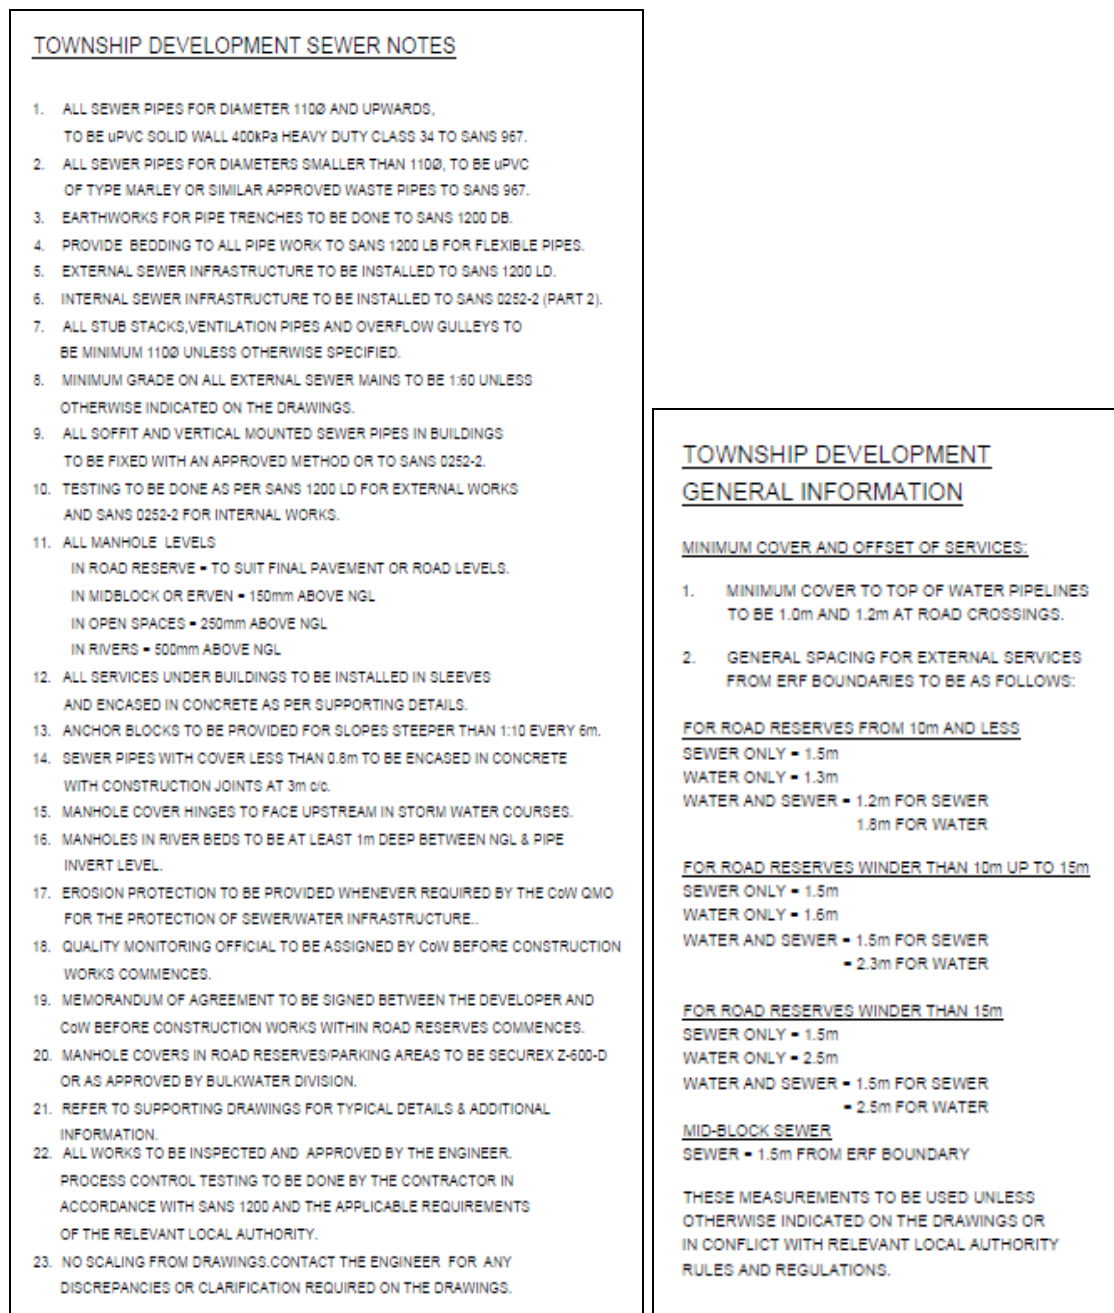 TOWNSHIP DEVELOPMENT SEWER NOTES
1. ALL SEWER PIPES FOR DIAMETER 110Ø AND UPWARDS,
TO BE uPVC SOLID WALL 400kPa HEAVY DUTY CLASS 34 TO SANS 967.
2. ALL SEWER PIPES FOR DIAMETERS SMALLER THAN 110Ø, TO BE uPVC
OF TYPE MARLEY OR SIMILAR APPROVED WASTE PIPES TO SANS 967.
3. EARTHWORKS FOR PIPE TRENCHES TO BE DONE TO SANS 1200 DB.
4. PROVIDE BEDDING TO ALL PIPE WORK TO SANS 1200 LB FOR FLEXIBLE PIPES.
5. EXTERNAL SEWER INFRASTRUCTURE TO BE INSTALLED TO SANS 1200 LD.
6. INTERNAL SEWER INFRASTRUCTURE TO BE INSTALLED TO SANS 0252-2 (PART 2).
7. ALL STUB STACKS,VENTILATION PIPES AND OVERFLOW GULLEYS TO
BE MINIMUM 110Ø UNLESS OTHERWISE SPECIFIED.
8. MINIMUM GRADE ON ALL EXTERNAL SEWER MAINS TO BE 1:60 UNLESS
OTHERWISE INDICATED ON THE DRAWINGS.
9. ALL SOFFIT AND VERTICAL MOUNTED SEWER PIPES IN BUILDINGS
TO BE FIXED WITH AN APPROVED METHOD OR TO SANS 0252-2.
10. TESTING TO BE DONE AS PER SANS 1200 LD FOR EXTERNAL WORKS
AND SANS 0252-2 FOR INTERNAL WORKS.
11. ALL MANHOLE LEVELS
IN ROAD RESERVE = TO SUIT FINAL PAVEMENT OR ROAD LEVELS.
IN MIDBLOCK OR ERVEN = 150mm ABOVE NGL
IN OPEN SPACES = 250mm ABOVE NGL
IN RIVERS = 500mm ABOVE NGL
12. ALL SERVICES UNDER BUILDINGS TO BE INSTALLED IN SLEEVES
AND ENCASED IN CONCRETE AS PER SUPPORTING DETAILS.
13. ANCHOR BLOCKS TO BE PROVIDED FOR SLOPES STEEPER THAN 1:10 EVERY 6m.
14. SEWER PIPES WITH COVER LESS THAN 0.8m TO BE ENCASED IN CONCRETE
WITH CONSTRUCTION JOINTS AT 3m c/c.
15. MANHOLE COVER HINGES TO FACE UPSTREAM IN STORM WATER COURSES.
16. MANHOLES IN RIVER BEDS TO BE AT LEAST 1m DEEP BETWEEN NGL & PIPE
INVERT LEVEL.
17. EROSION PROTECTION TO BE PROVIDED WHENEVER REQUIRED BY THE CoW QMO
FOR THE PROTECTION OF SEWER/WATER INFRASTRUCTURE..
18. QUALITY MONITORING OFFICIAL TO BE ASSIGNED BY CoW BEFORE CONSTRUCTION
WORKS COMMENCES.
19. MEMORANDUM OF AGREEMENT TO BE SIGNED BETWEEN THE DEVELOPER AND
CoW BEFORE CONSTRUCTION WORKS WITHIN ROAD RESERVES COMMENCES.
20. MANHOLE COVERS IN ROAD RESERVES/PARKING AREAS TO BE SECUREX Z-600-D
OR AS APPROVED BY BULKWATER DIVISION.
21. REFER TO SUPPORTING DRAWINGS FOR TYPICAL DETAILS & ADDITIONAL
INFORMATION.
22. ALL WORKS TO BE INSPECTED AND APPROVED BY THE ENGINEER.
PROCESS CONTROL TESTING TO BE DONE BY THE CONTRACTOR IN
ACCORDANCE WITH SANS 1200 AND THE APPLICABLE REQUIREMENTS
OF THE RELEVANT LOCAL AUTHORITY.
23. NO SCALING FROM DRAWINGS.CONTACT THE ENGINEER FOR ANY
DISCREPANCIES OR CLARIFICATION REQUIRED ON THE DRAWINGS.
TOWNSHIP DEVELOPMENT
GENERAL INFORMATION
MINIMUM COVER AND OFFSET OF SERVICES:
1. MINIMUM COVER TO TOP OF WATER PIPELINES
TO BE 1.0m AND 1.2m AT ROAD CROSSINGS.
2. GENERAL SPACING FOR EXTERNAL SERVICES
FROM ERF BOUNDARIES TO BE AS FOLLOWS:
FOR ROAD RESERVES FROM 10m AND LESS
SEWER ONLY = 1.5m
WATER ONLY = 1.3m
WATER AND SEWER = 1.2m FOR SEWER
1.8m FOR WATER
FOR ROAD RESERVES WINDER THAN 10m UP TO 15m
SEWER ONLY = 1.5m
WATER ONLY = 1.6m
WATER AND SEWER = 1.5m FOR SEWER
= 2.3m FOR WATER
FOR ROAD RESERVES WINDER THAN 15m
SEWER ONLY = 1.5m
WATER ONLY = 2.5m
WATER AND SEWER = 1.5m FOR SEWER
= 2.5m FOR WATER
MID-BLOCK SEWER
SEWER = 1.5m FROM ERF BOUNDARY
THESE MEASUREMENTS TO BE USED UNLESS
OTHERWISE INDICATED ON THE DRAWINGS OR
IN CONFLICT WITH RELEVANT LOCAL AUTHORITY
RULES AND REGULATIONS.